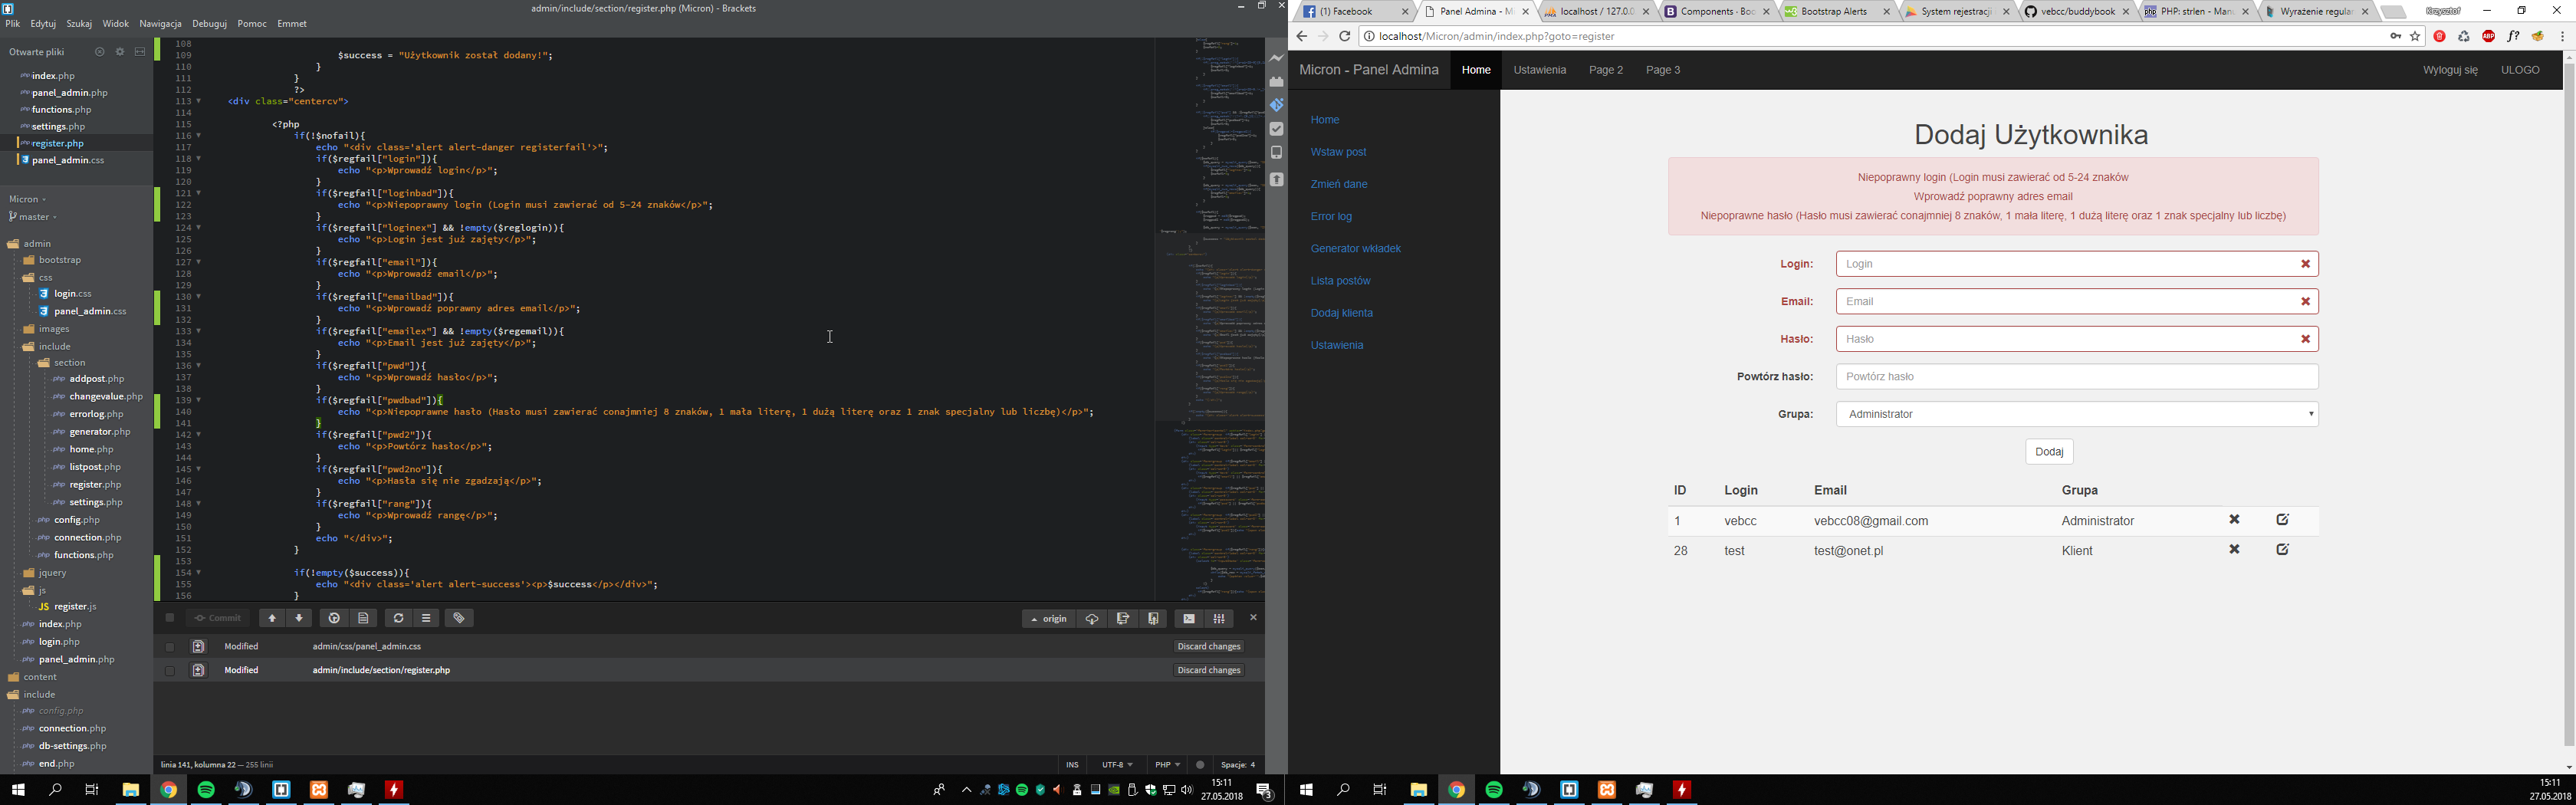 admin/include/section/register.php (Micron) - Brackets
Plik Edytuj Szukaj Widok Nawigacja Debuguj Pomoc Emmet
Otwarte pliki
index.php
panel_admin.php
functions.php
settings.php
register.php
panel_admin.css
Micron
master
admin
bootstrap
css
login.css
panel_admin.css
images
include
section
addpost.php
changevalue.php
errorlog.php
generator.php
home.php
listpost.php
register.php
settings.php
config.php
connection.php
functions.php
jquery
js
JS register.js
index.php
login.php
panel_admin.php
content
include
config.php
connection.php
db-settings.php
end.php
108
109 $success = "Użytkownik został dodany!";
110 }
111 }
112 ?>
113 <div class="centercv">
114
115 <?php
116 if(!$nofail){
117 echo "<div class='alert alert-danger registerfail'>";
118 if($regfail["login"]){
119 echo "<p>Wprowadź login</p>";
120 }
121 if($regfail["loginbad"]){
122 echo "<p>Niepoprawny login (Login musi zawierać od 5-24 znaków</p>";
123 }
124 if($regfail["loginex"] && !empty($reglogin)){
125 echo "<p>Login jest już zajęty</p>";
126 }
127 if($regfail["email"]){
128 echo "<p>Wprowadź email</p>";
129 }
130 if($regfail["emailbad"]){
131 echo "<p>Wprowadź poprawny adres email</p>";
132 }
133 if($regfail["emailex"] && !empty($regemail)){
134 echo "<p>Email jest już zajęty</p>";
135 }
136 if($regfail["pwd"]){
137 echo "<p>Wprowadź hasło</p>";
138 }
139 if($regfail["pwdbad"]){
140 echo "<p>Niepoprawne hasło (Hasło musi zawierać conajmniej 8 znaków, 1 mała literę, 1 dużą literę oraz 1 znak specjalny lub liczbę)</p>";
141 }
142 if($regfail["pwd2"]){
143 echo "<p>Powtórz hasło</p>";
144 }
145 if($regfail["pwd2no"]){
146 echo "<p>Hasła się nie zgadzają</p>";
147 }
148 if($regfail["rang"]){
149 echo "<p>Wprowadź rangę</p>";
150 }
151 echo "</div>";
152 }
153
154 if(!empty($success)){
155 echo "<div class='alert alert-success'><p>$success</p></div>";
156 }
Commit
origin
Modified admin/css/panel_admin.css Discard changes
Modified admin/include/section/register.php Discard changes
linia 141, kolumna 22 — 255 linii
INS UTF-8 PHP Spacje: 4
15:11
27.05.2018
3
(1) Facebook
Panel Admina - M
localhost / 127.0.0
Components · Boo
Bootstrap Alerts
System rejestracji
vebcc/buddybook
PHP: strlen - Manu
Wyrażenie regular
Krzysztof
localhost/Micron/admin/index.php?goto=register
ABP
f?
Micron - Panel Admina Home Ustawienia Page 2 Page 3 Wyloguj się ULOGO
Home
Wstaw post
Zmień dane
Error log
Generator wkładek
Lista postów
Dodaj klienta
Ustawienia
Dodaj Użytkownika
Niepoprawny login (Login musi zawierać od 5-24 znaków
Wprowadź poprawny adres email
Niepoprawne hasło (Hasło musi zawierać conajmniej 8 znaków, 1 mała literę, 1 dużą literę oraz 1 znak specjalny lub liczbę)
Login: Login
Email: Email
Hasło: Hasło
Powtórz hasło: Powtórz hasło
Grupa: Administrator
Dodaj
ID Login Email Grupa
1 vebcc vebcc08@gmail.com Administrator
28 test test@onet.pl Klient
15:11
27.05.2018